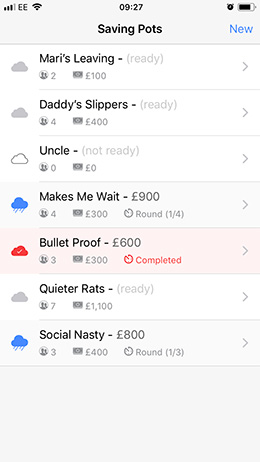 EE 09:27
Saving Pots New
Mari's Leaving - (ready)
2 £100
Daddy's Slippers - (ready)
4 £400
Uncle - (not ready)
0 £0
Makes Me Wait - £900
4 £300 Round (1/4)
Bullet Proof - £600
3 £300 Completed
Quieter Rats - (ready)
7 £1,100
Social Nasty - £800
3 £400 Round (1/3)